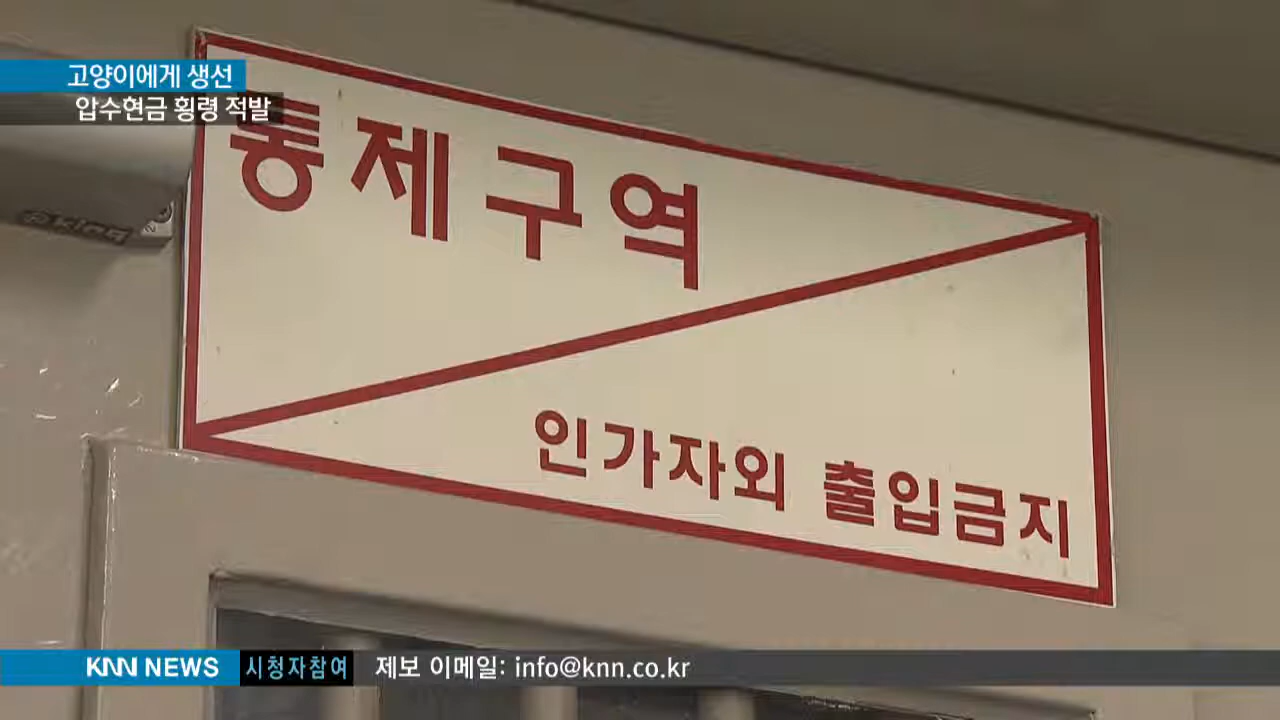 고양이에게 생선
압수현금 횡령 적발
통제구역
인가자외 출입금지
KNN NEWS 시청자참여 제보 이메일: info@knn.co.kr